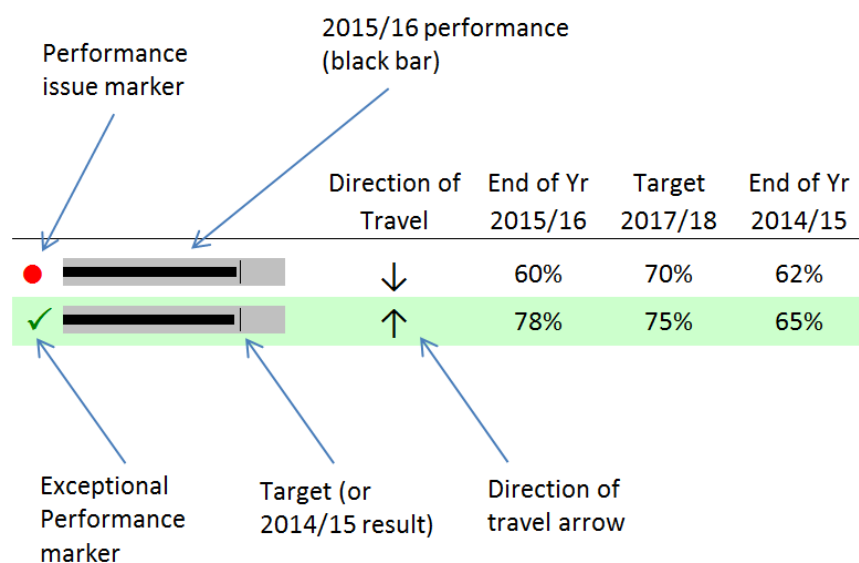 2015/16 performance
(black bar)
Performance
issue marker
Direction of
Travel
End of Yr
2015/16
Target
2017/18
End of Yr
2014/15
↓ 60% 70% 62%
✓ ↑ 78% 75% 65%
Exceptional
Performance
marker
Target (or
2014/15 result)
Direction of
travel arrow